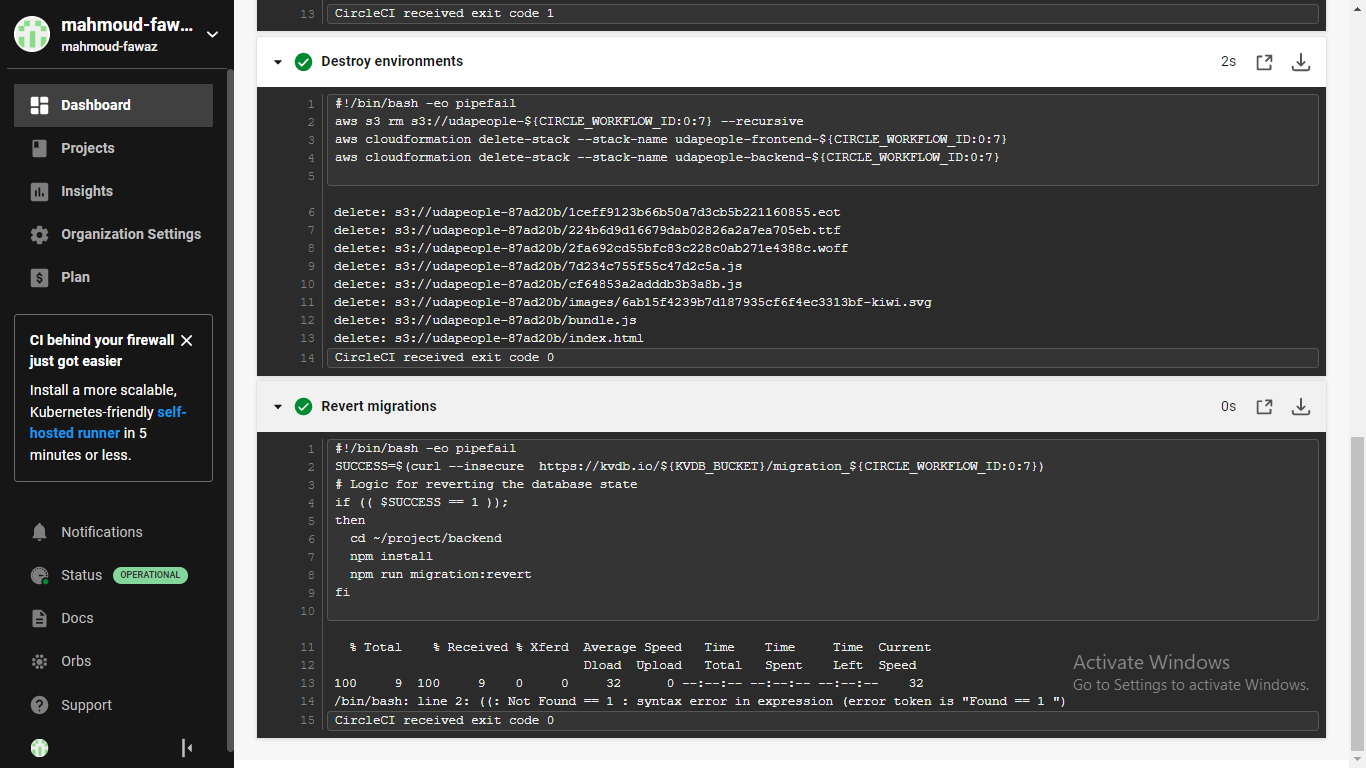 mahmoud-faw...
mahmoud-fawaz
Dashboard
Projects
Insights
Organization Settings
Plan
CI behind your firewall
just got easier
Install a more scalable,
Kubernetes-friendly self-
hosted runner in 5
minutes or less.
Notifications
Status OPERATIONAL
Docs
Orbs
Support
13 CircleCI received exit code 1
Destroy environments 2s
1 #!/bin/bash -eo pipefail
2 aws s3 rm s3://udapeople-${CIRCLE_WORKFLOW_ID:0:7} --recursive
3 aws cloudformation delete-stack --stack-name udapeople-frontend-${CIRCLE_WORKFLOW_ID:0:7}
4 aws cloudformation delete-stack --stack-name udapeople-backend-${CIRCLE_WORKFLOW_ID:0:7}
5
6 delete: s3://udapeople-87ad20b/1ceff9123b66b50a7d3cb5b221160855.eot
7 delete: s3://udapeople-87ad20b/224b6d9d16679dab02826a2a7ea705eb.ttf
8 delete: s3://udapeople-87ad20b/2fa692cd55bfc83c228c0ab271e4388c.woff
9 delete: s3://udapeople-87ad20b/7d234c755f55c47d2c5a.js
10 delete: s3://udapeople-87ad20b/cf64853a2adddb3b3a8b.js
11 delete: s3://udapeople-87ad20b/images/6ab15f4239b7d187935cf6f4ec3313bf-kiwi.svg
12 delete: s3://udapeople-87ad20b/bundle.js
13 delete: s3://udapeople-87ad20b/index.html
14 CircleCI received exit code 0
Revert migrations 0s
1 #!/bin/bash -eo pipefail
2 SUCCESS=$(curl --insecure  https://kvdb.io/${KVDB_BUCKET}/migration_${CIRCLE_WORKFLOW_ID:0:7})
3 # Logic for reverting the database state
4 if (( $SUCCESS == 1 ));
5 then
6   cd ~/project/backend
7   npm install
8   npm run migration:revert
9 fi
10
11 % Total % Received % Xferd Average Speed Time Time Time Current
12 Dload Upload Total Spent Left Speed
13 100 9 100 9 0 0 32 0 --:--:-- --:--:-- --:--:-- 32
14 /bin/bash: line 2: ((: Not Found == 1 : syntax error in expression (error token is "Found == 1 ")
15 CircleCI received exit code 0
Activate Windows
Go to Settings to activate Windows.